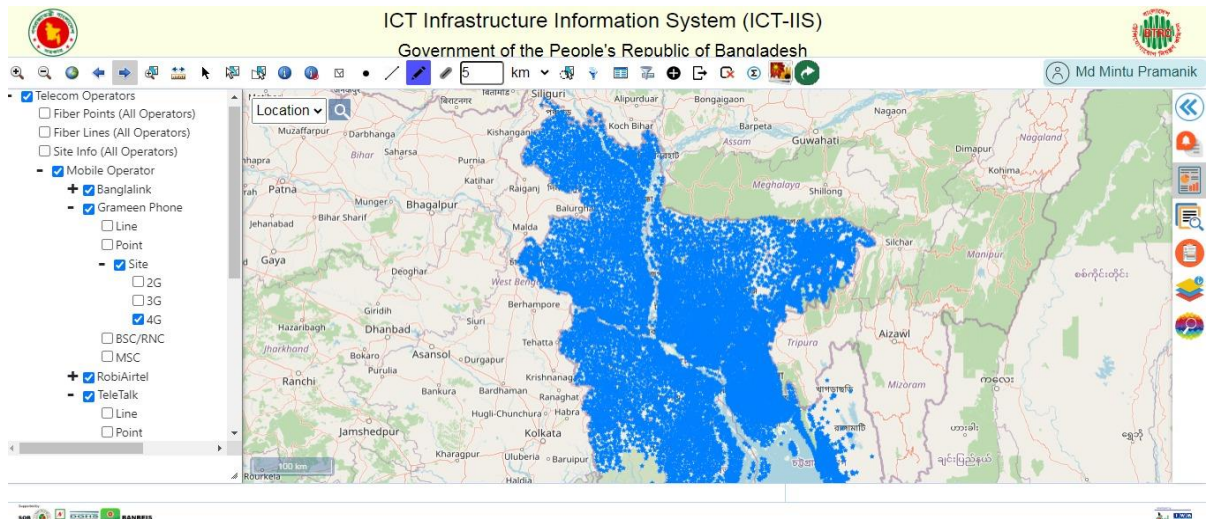 ICT Infrastructure Information System (ICT-IIS)
Government of the People's Republic of Bangladesh
BTRC
5 km
Md Mintu Pramanik
Telecom Operators
Fiber Points (All Operators)
Fiber Lines (All Operators)
Site Info (All Operators)
Mobile Operator
Banglalink
Grameen Phone
Line
Point
Site
2G
3G
4G
BSC/RNC
MSC
RobiAirtel
TeleTalk
Line
Point
Location
Siliguri
Alipurduar
Bongaigaon
Nagaon
Nagaland
Muzaffarpur
Darbhanga
Kishanganj
Koch Bihar
Barpeta
Assam
Guwahati
Dimapur
Bihar
Saharsa
Purnia
Kohima
Patna
Katihar
Meghalaya
Shillong
Munger
Bhagalpur
Raiganj
Bihar Sharif
Jehanabad
Malda
Gaya
Silchar
Manipur
Deoghar
Giridih
Berhampore
Hazaribagh
Dhanbad
Siuri
Tehatta
Aizawl
Jharkhand
Bokaro
Asansol
Durgapur
Tripura
Purulia
Ranchi
Krishnanagar
Mizoram
ကလေး
Bankura
Bardhaman
Ranaghat
Hugli-Chunchura
Habra
Jamshedpur
Kolkata
Kharagpur
Uluberia
Baruipur
100 km
Rourkela
Haldia
BANBEIS